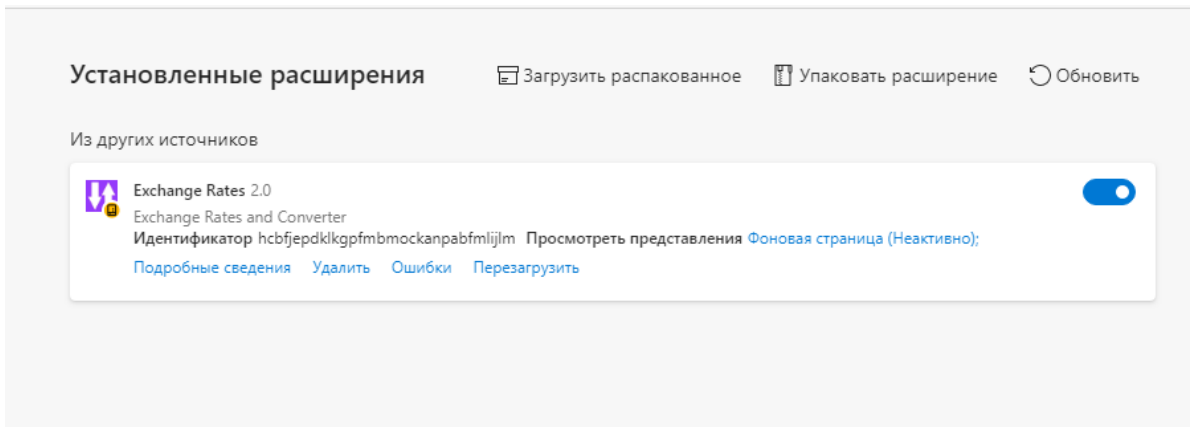 Установленные расширения Загрузить распакованное Упаковать расширение Обновить
Из других источников
Exchange Rates 2.0
Exchange Rates and Converter
Идентификатор hcbfjepdklkgpfmbmockanpabfmlijlm Просмотреть представления Фоновая страница (Неактивно);
Подробные сведения Удалить Ошибки Перезагрузить